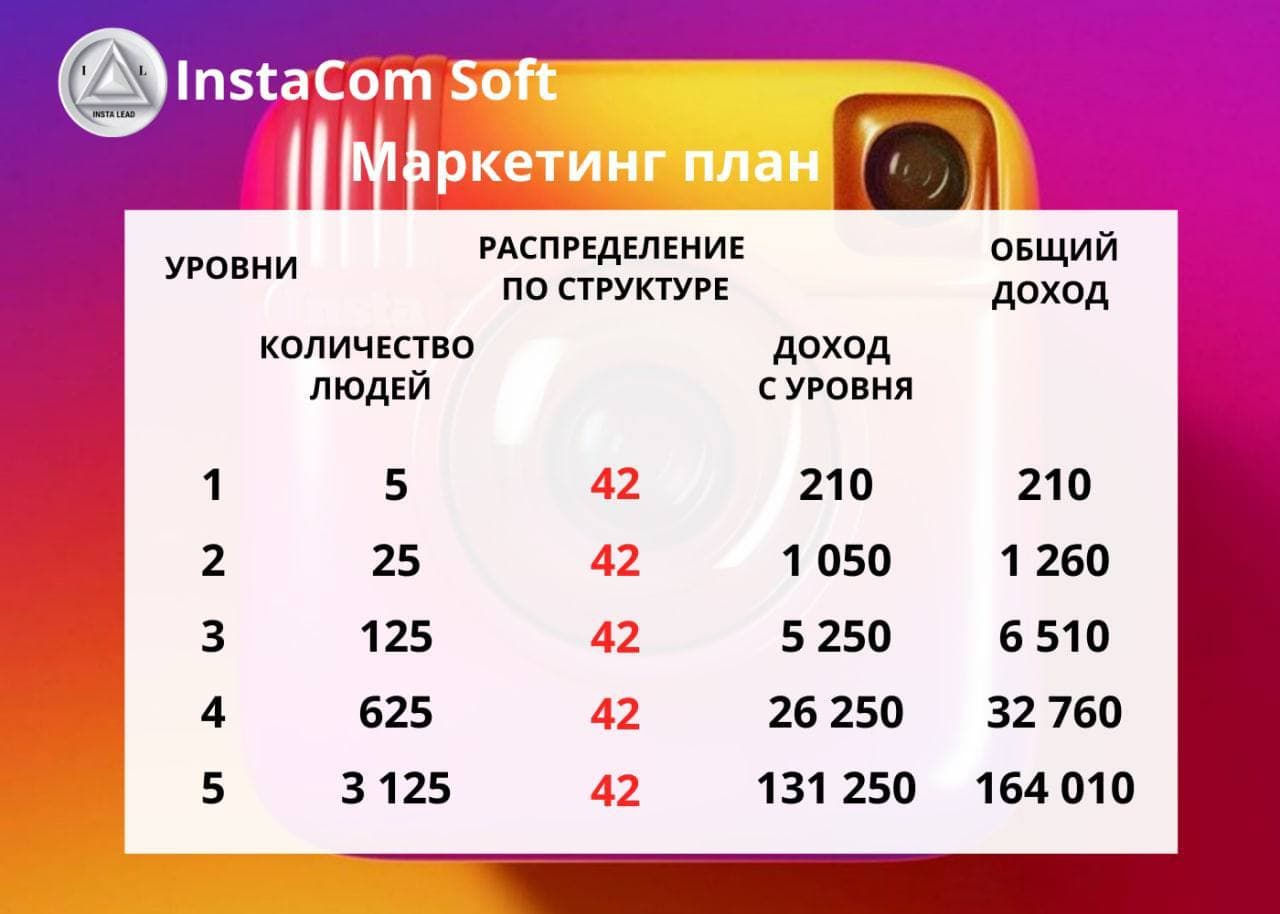 I L
INSTA LEAD
InstaCom Soft
Маркетинг план
УРОВНИ
КОЛИЧЕСТВО
ЛЮДЕЙ
РАСПРЕДЕЛЕНИЕ
ПО СТРУКТУРЕ
ДОХОД
С УРОВНЯ
ОБЩИЙ
ДОХОД
1 5 42 210 210
2 25 42 1 050 1 260
3 125 42 5 250 6 510
4 625 42 26 250 32 760
5 3 125 42 131 250 164 010